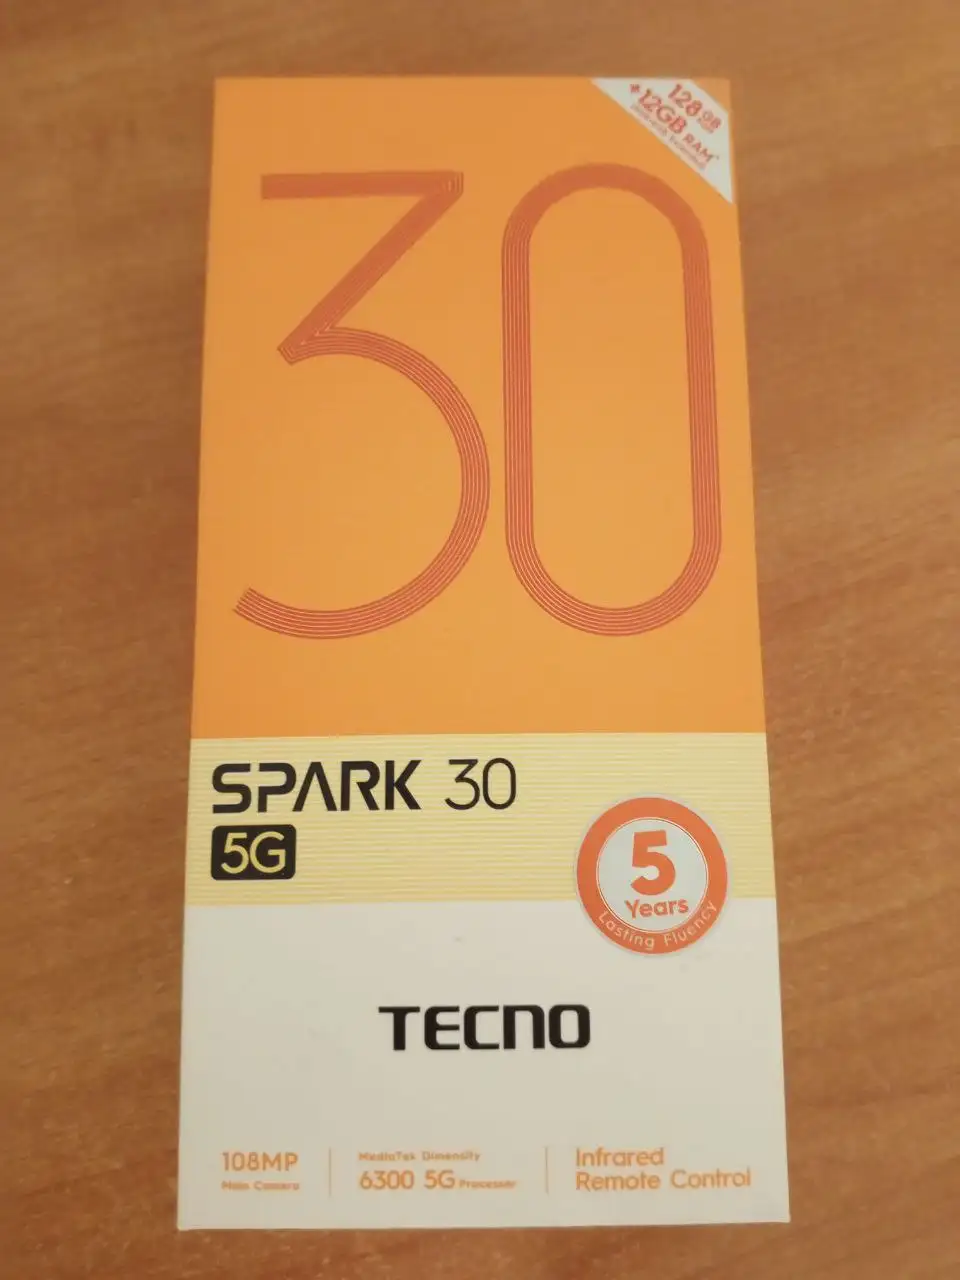 128GB ROM
+12GB RAM*
30
SPARK 30
5G
5
Years
Lasting Fluency
TECNO
108MP
Main Camera
MediaTek Dimensity
6300 5G Processor
Infrared
Remote Control